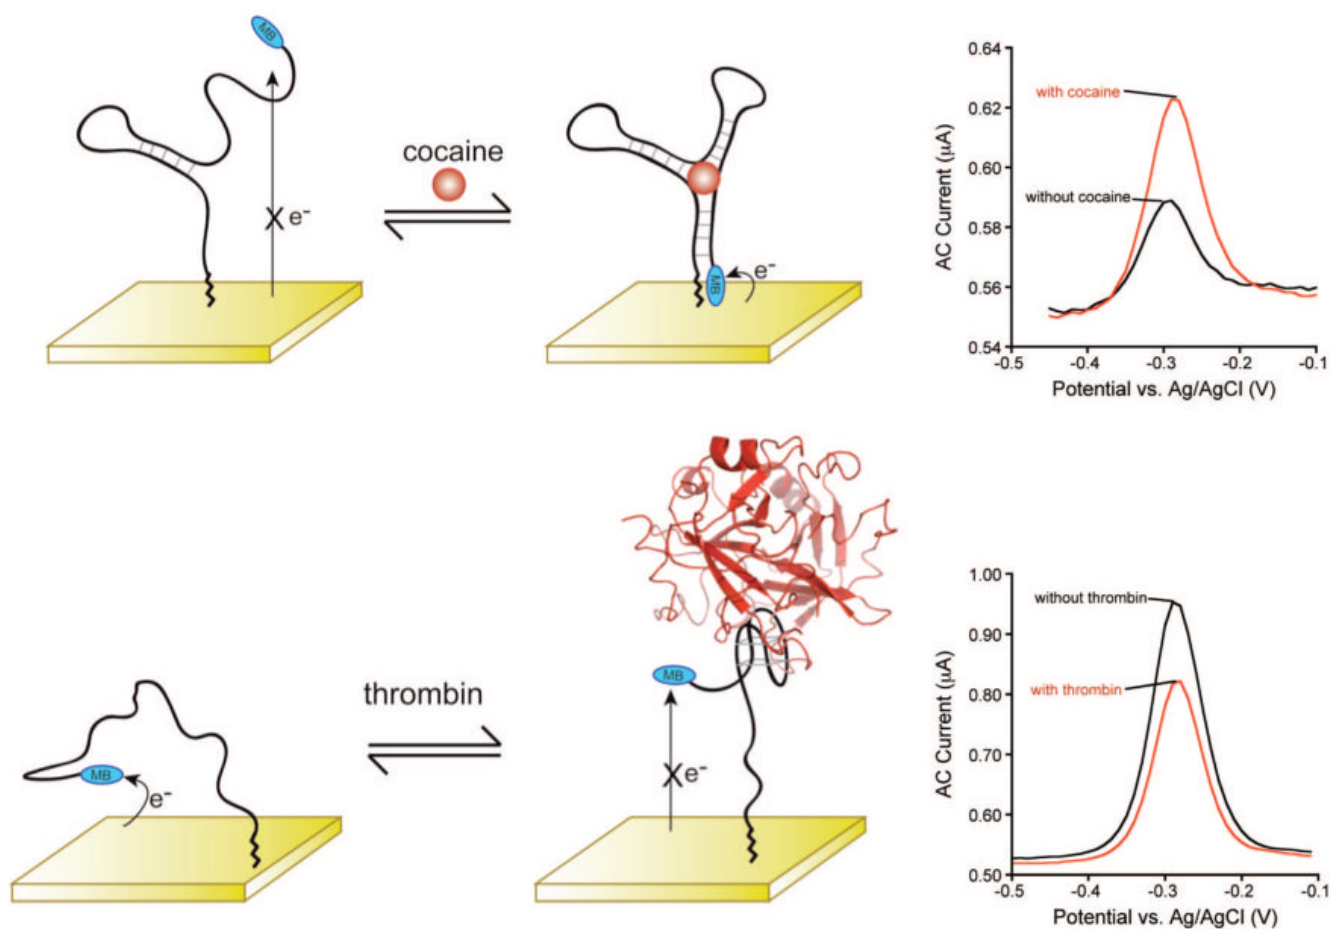 MB
e-
cocaine
MB
e-
0.64
0.62
0.60
0.58
0.56
0.54
-0.5
-0.4
-0.3
-0.2
-0.1
with cocaine
without cocaine
AC Current (μA)
Potential vs. Ag/AgCl (V)
MB
e-
thrombin
MB
e-
1.00
0.90
0.80
0.70
0.60
0.50
-0.5
-0.4
-0.3
-0.2
-0.1
without thrombin
with thrombin
AC Current (μA)
Potential vs. Ag/AgCl (V)